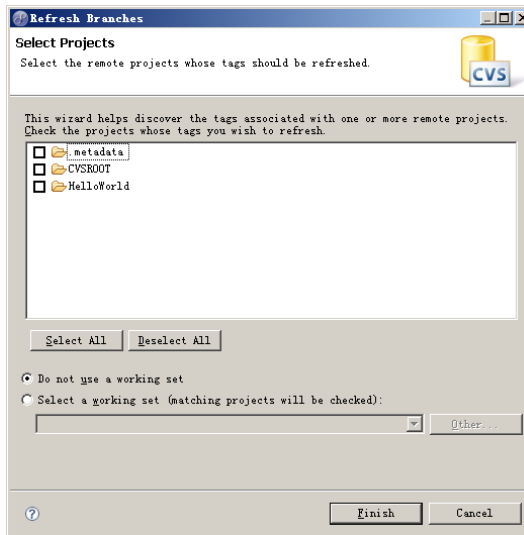 Refresh Branches
Select Projects
Select the remote projects whose tags should be refreshed.
CVS
This wizard helps discover the tags associated with one or more remote projects.
Check the projects whose tags you wish to refresh.
.metadata
CVSROOT
HelloWorld
Select All Deselect All
Do not use a working set
Select a working set (matching projects will be checked):
Other...
? Finish Cancel